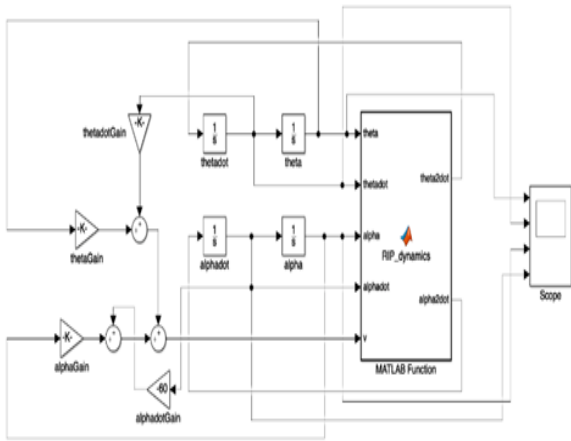 -K-
thetadotGain
1
s
thetadot
1
s
theta
theta
theta2dot
thetadot
-K-
thetaGain
1
s
alphadot
1
s
alpha
alpha
RIP_dynamics
Scope
alphadot
alpha2dot
-K-
alphaGain
v
-60
alphadotGain
MATLAB Function